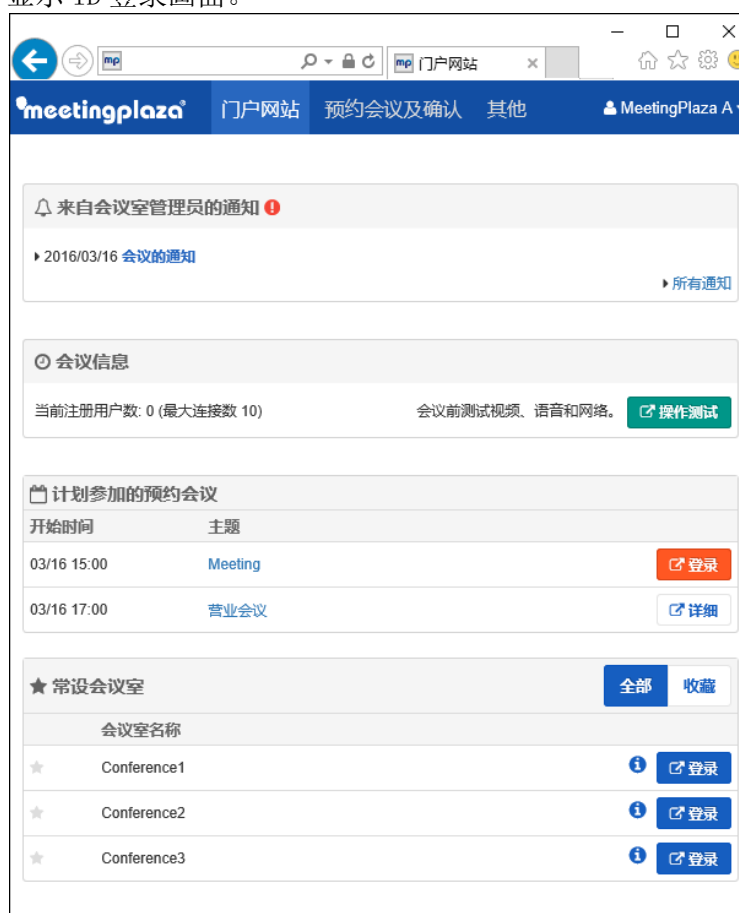 显示 ID 登录画面。
mp mp 门户网站
meetingplaza 门户网站 预约会议及确认 其他 MeetingPlaza A
来自会议室管理员的通知
2016/03/16 会议的通知
所有通知
会议信息
当前注册用户数: 0 (最大连接数 10) 会议前测试视频、语音和网络。 操作测试
计划参加的预约会议
开始时间 主题
03/16 15:00 Meeting 登录
03/16 17:00 营业会议 详细
常设会议室 全部 收藏
会议室名称
Conference1 登录
Conference2 登录
Conference3 登录